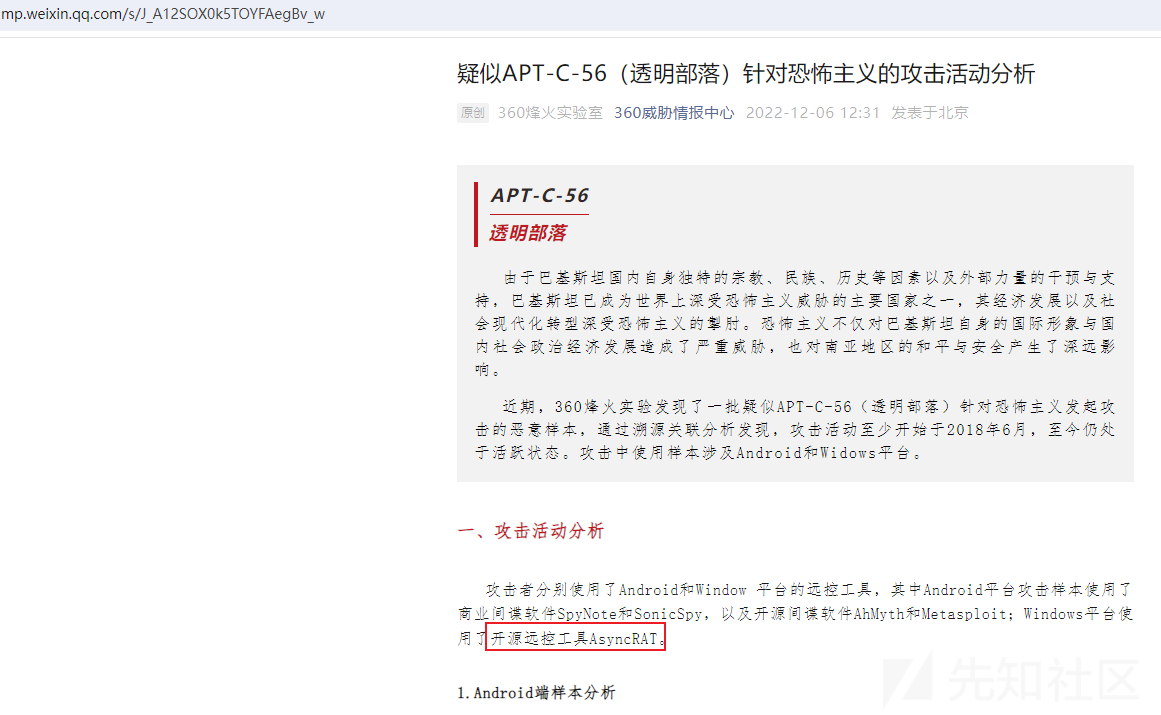 mp.weixin.qq.com/s/J_A12SOX0k5TOYFAegBv_w
疑似APT-C-56（透明部落）针对恐怖主义的攻击活动分析
原创 360烽火实验室 360威胁情报中心 2022-12-06 12:31 发表于北京
APT-C-56
透明部落
由于巴基斯坦国内自身独特的宗教、民族、历史等因素以及外部力量的干预与支
持，巴基斯坦已成为世界上深受恐怖主义威胁的主要国家之一，其经济发展以及社
会现代化转型深受恐怖主义的掣肘。恐怖主义不仅对巴基斯坦自身的国际形象与国
内社会政治经济发展造成了严重威胁，也对南亚地区的和平与安全产生了深远影
响。
近期，360烽火实验发现了一批疑似APT-C-56（透明部落）针对恐怖主义发起攻
击的恶意样本，通过溯源关联分析发现，攻击活动至少开始于2018年6月，至今仍处
于活跃状态。攻击中使用样本涉及Android和Widows平台。
一、攻击活动分析
攻击者分别使用了Android和Window 平台的远控工具，其中Android平台攻击样本使用了
商业间谍软件SpyNote和SonicSpy，以及开源间谍软件AhMyth和Metasploit；Windows平台使
用了开源远控工具AsyncRAT。
1.Android端样本分析
先知社区